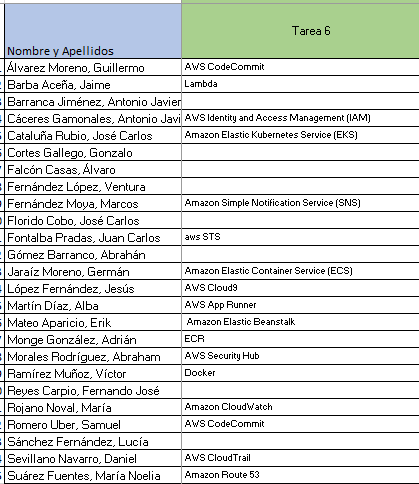 Nombre y Apellidos Tarea 6
Álvarez Moreno, Guillermo AWS CodeCommit
Barba Aceña, Jaime Lambda
Barranca Jiménez, Antonio Javier
Cáceres Gamonales, Antonio Javi AWS Identity and Access Management (IAM)
Cataluña Rubio, José Carlos Amazon Elastic Kubernetes Service (EKS)
Cortes Gallego, Gonzalo
Falcón Casas, Álvaro
Fernández López, Ventura
Fernández Moya, Marcos Amazon Simple Notification Service (SNS)
Florido Cobo, José Carlos
Fontalba Pradas, Juan Carlos aws STS
Gómez Barranco, Abrahán
Jaraíz Moreno, Germán Amazon Elastic Container Service (ECS)
López Fernández, Jesús AWS Cloud9
Martín Díaz, Alba AWS App Runner
Mateo Aparicio, Erik Amazon Elastic Beanstalk
Monge González, Adrián ECR
Morales Rodríguez, Abraham AWS Security Hub
Ramírez Muñoz, Víctor Docker
Reyes Carpio, Fernando José
Rojano Noval, María Amazon CloudWatch
Romero Uber, Samuel AWS CodeCommit
Sánchez Fernández, Lucía
Sevillano Navarro, Daniel AWS CloudTrail
Suárez Fuentes, María Noelia Amazon Route 53